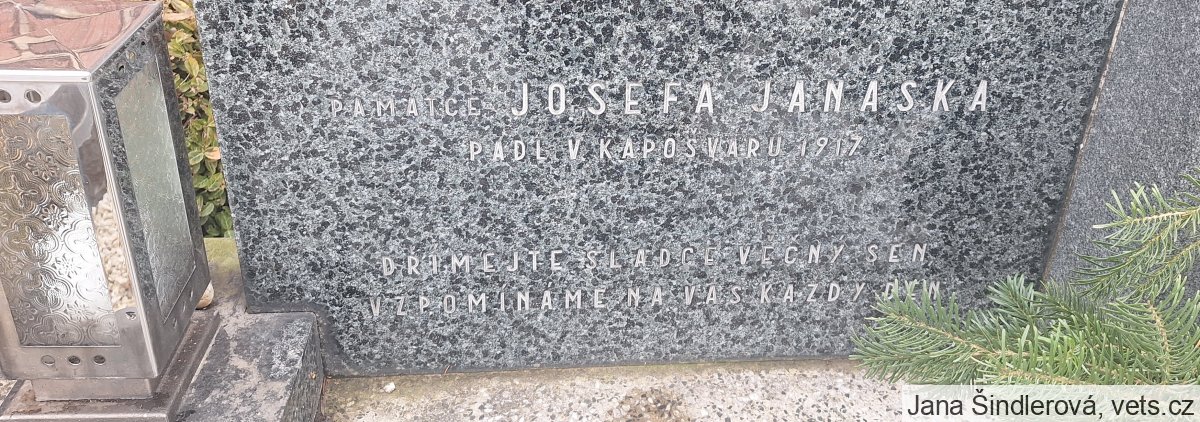 PAMÁTCE JOSEFA JANÁSKA
PADL V KAPOŠVÁRU 1917
DŘÍMEJTE SLADCE VĚČNÝ SEN
VZPOMÍNÁME NA VÁS KAŽDÝ DEN
Jana Šindlerová, vets.cz